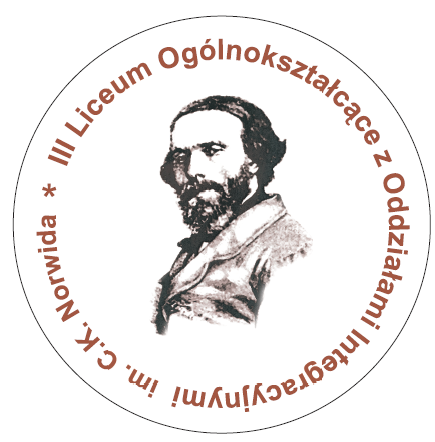 III Liceum Ogólnokształcące z Oddziałami Integracyjnymi im. C.K. Norwida *